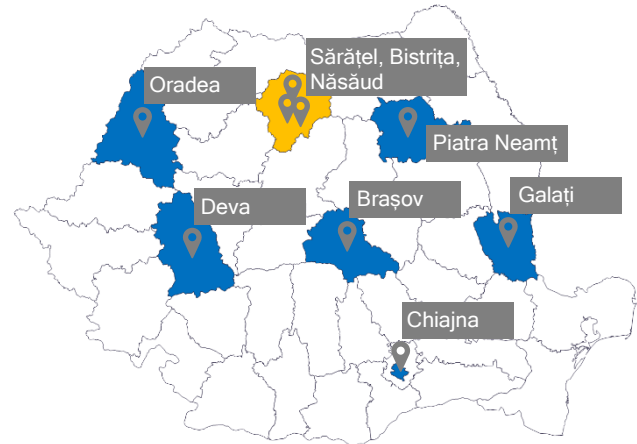 Sărățel, Bistrița,
Năsăud
Oradea
Piatra Neamț
Deva
Brașov
Galați
Chiajna